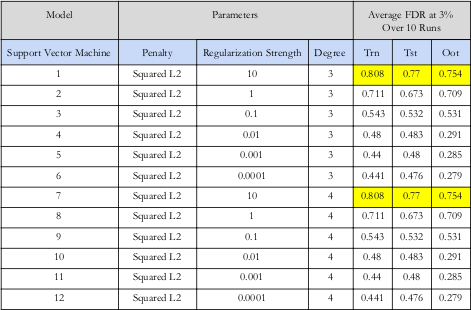 Model Parameters Average FDR at 3%
Over 10 Runs
Support Vector Machine Penalty Regularization Strength Degree Trn Tst Oot
1 Squared L2 10 3 0.808 0.77 0.754
2 Squared L2 1 3 0.711 0.673 0.709
3 Squared L2 0.1 3 0.543 0.532 0.531
4 Squared L2 0.01 3 0.48 0.483 0.291
5 Squared L2 0.001 3 0.44 0.48 0.285
6 Squared L2 0.0001 3 0.441 0.476 0.279
7 Squared L2 10 4 0.808 0.77 0.754
8 Squared L2 1 4 0.711 0.673 0.709
9 Squared L2 0.1 4 0.543 0.532 0.531
10 Squared L2 0.01 4 0.48 0.483 0.291
11 Squared L2 0.001 4 0.44 0.48 0.285
12 Squared L2 0.0001 4 0.441 0.476 0.279